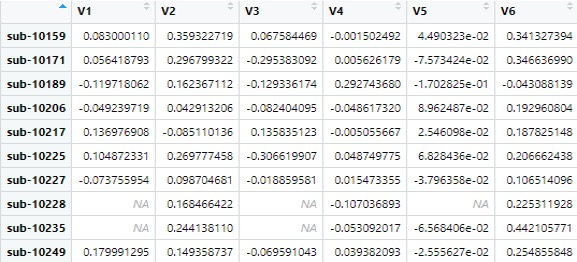 V1 V2 V3 V4 V5 V6
sub-10159 0.083000110 0.359322719 0.067584469 -0.001502492 4.490323e-02 0.341327394
sub-10171 0.056418793 0.296799322 -0.295383092 0.005626179 -7.573424e-02 0.346636990
sub-10189 -0.119718062 0.162367112 -0.129336174 0.292743680 -1.702825e-01 -0.043088139
sub-10206 -0.049239719 0.042913206 -0.082404095 -0.048617320 8.962487e-02 0.192960804
sub-10217 0.136976908 -0.085110136 0.135835123 -0.005055667 2.546098e-02 0.187825148
sub-10225 0.104872331 0.269777458 -0.306619907 0.048749775 6.828436e-02 0.206662438
sub-10227 -0.073755954 0.098704681 -0.018859581 0.015473355 -3.796358e-02 0.106514096
sub-10228 NA 0.168466422 NA -0.107036893 NA 0.225311928
sub-10235 NA 0.244138110 NA -0.053092017 -6.568406e-02 0.442105771
sub-10249 0.179991295 0.149358737 -0.069591043 0.039382093 -2.555627e-02 0.254855848